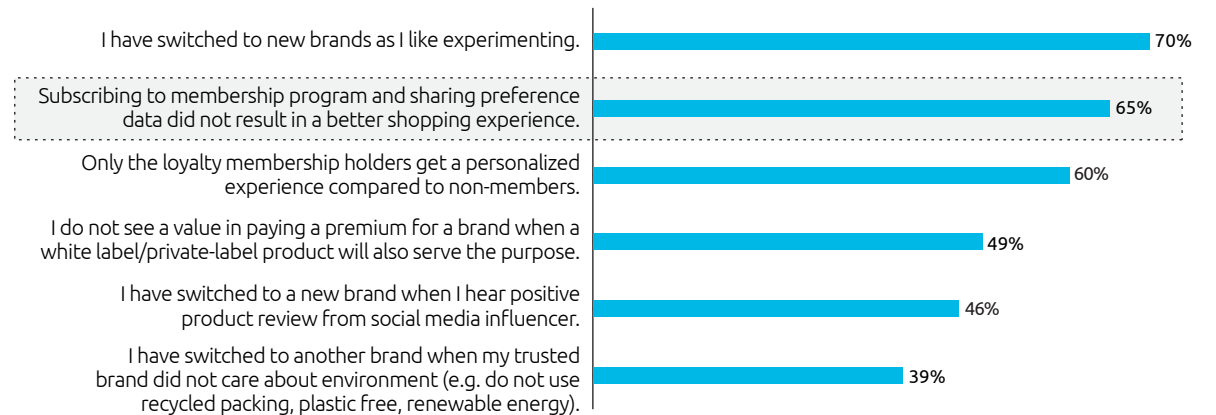 I have switched to new brands as I like experimenting.
70%
Subscribing to membership program and sharing preference
data did not result in a better shopping experience.
65%
Only the loyalty membership holders get a personalized
experience compared to non-members.
60%
I do not see a value in paying a premium for a brand when a
white label/private-label product will also serve the purpose.
49%
I have switched to a new brand when I hear positive
product review from social media influencer.
46%
I have switched to another brand when my trusted
brand did not care about environment (e.g. do not use
recycled packing, plastic free, renewable energy).
39%